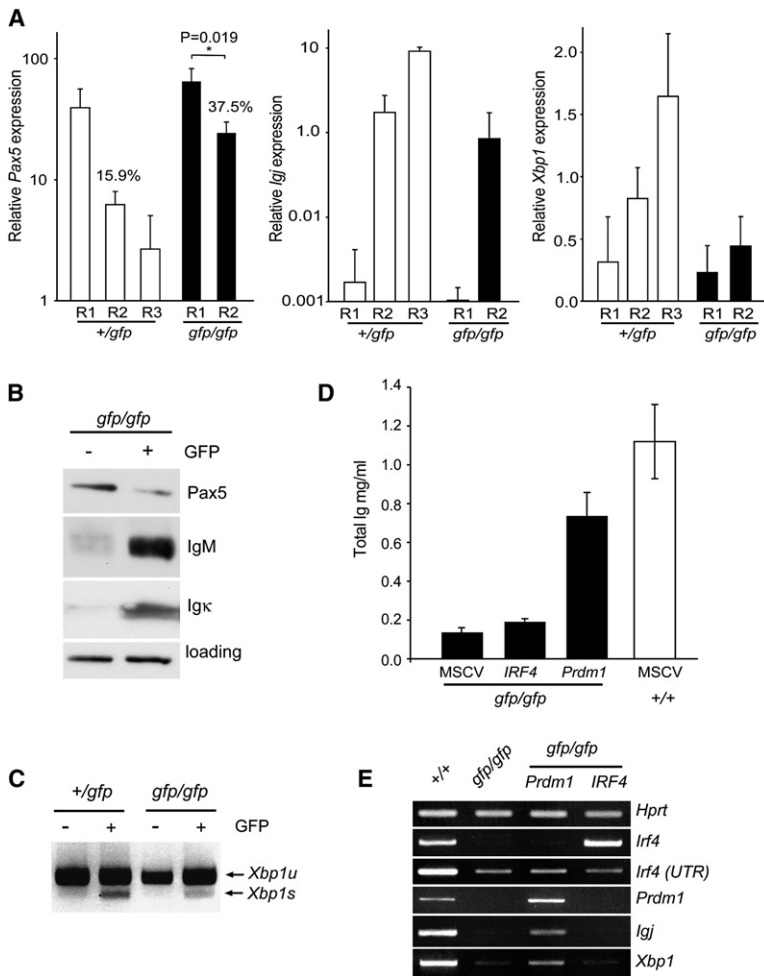 A
Relative Pax5 expression
100
10
1
P=0.019
*
15.9%
37.5%
R1 R2 R3 R1 R2
+/gfp gfp/gfp
Relative Igj expression
10
1.0
0.01
0.001
R1 R2 R3 R1 R2
+/gfp gfp/gfp
Relative Xbp1 expression
2.0
1.5
1.0
0.5
0.0
R1 R2 R3 R1 R2
+/gfp gfp/gfp
B
gfp/gfp
- + GFP
Pax5
IgM
Igκ
loading
D
Total Ig mg/ml
1.4
1.2
1.0
0.8
0.6
0.4
0.2
0.0
MSCV IRF4 Prdm1 MSCV
gfp/gfp +/+
C
+/gfp gfp/gfp
- + - + GFP
Xbp1u
Xbp1s
E
gfp/gfp
+/+ gfp/gfp Prdm1 IRF4
Hprt
Irf4
Irf4 (UTR)
Prdm1
Igj
Xbp1